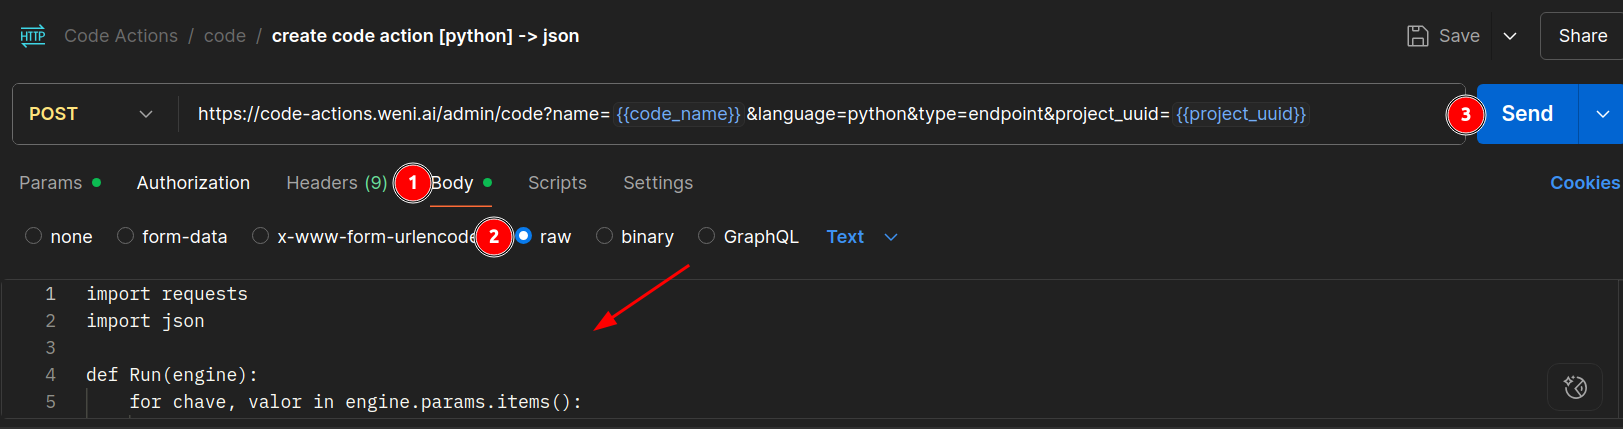 HTTP Code Actions / code / create code action [python] -> json Save Share
POST https://code-actions.weni.ai/admin/code?name= {{code_name}} &language=python&type=endpoint&project_uuid= {{project_uuid}} 3 Send
Params Authorization Headers (9) 1 Body Scripts Settings Cookies
none form-data x-www-form-urlencode 2 raw binary GraphQL Text
1 import requests
2 import json
3
4 def Run(engine):
5 for chave, valor in engine.params.items():